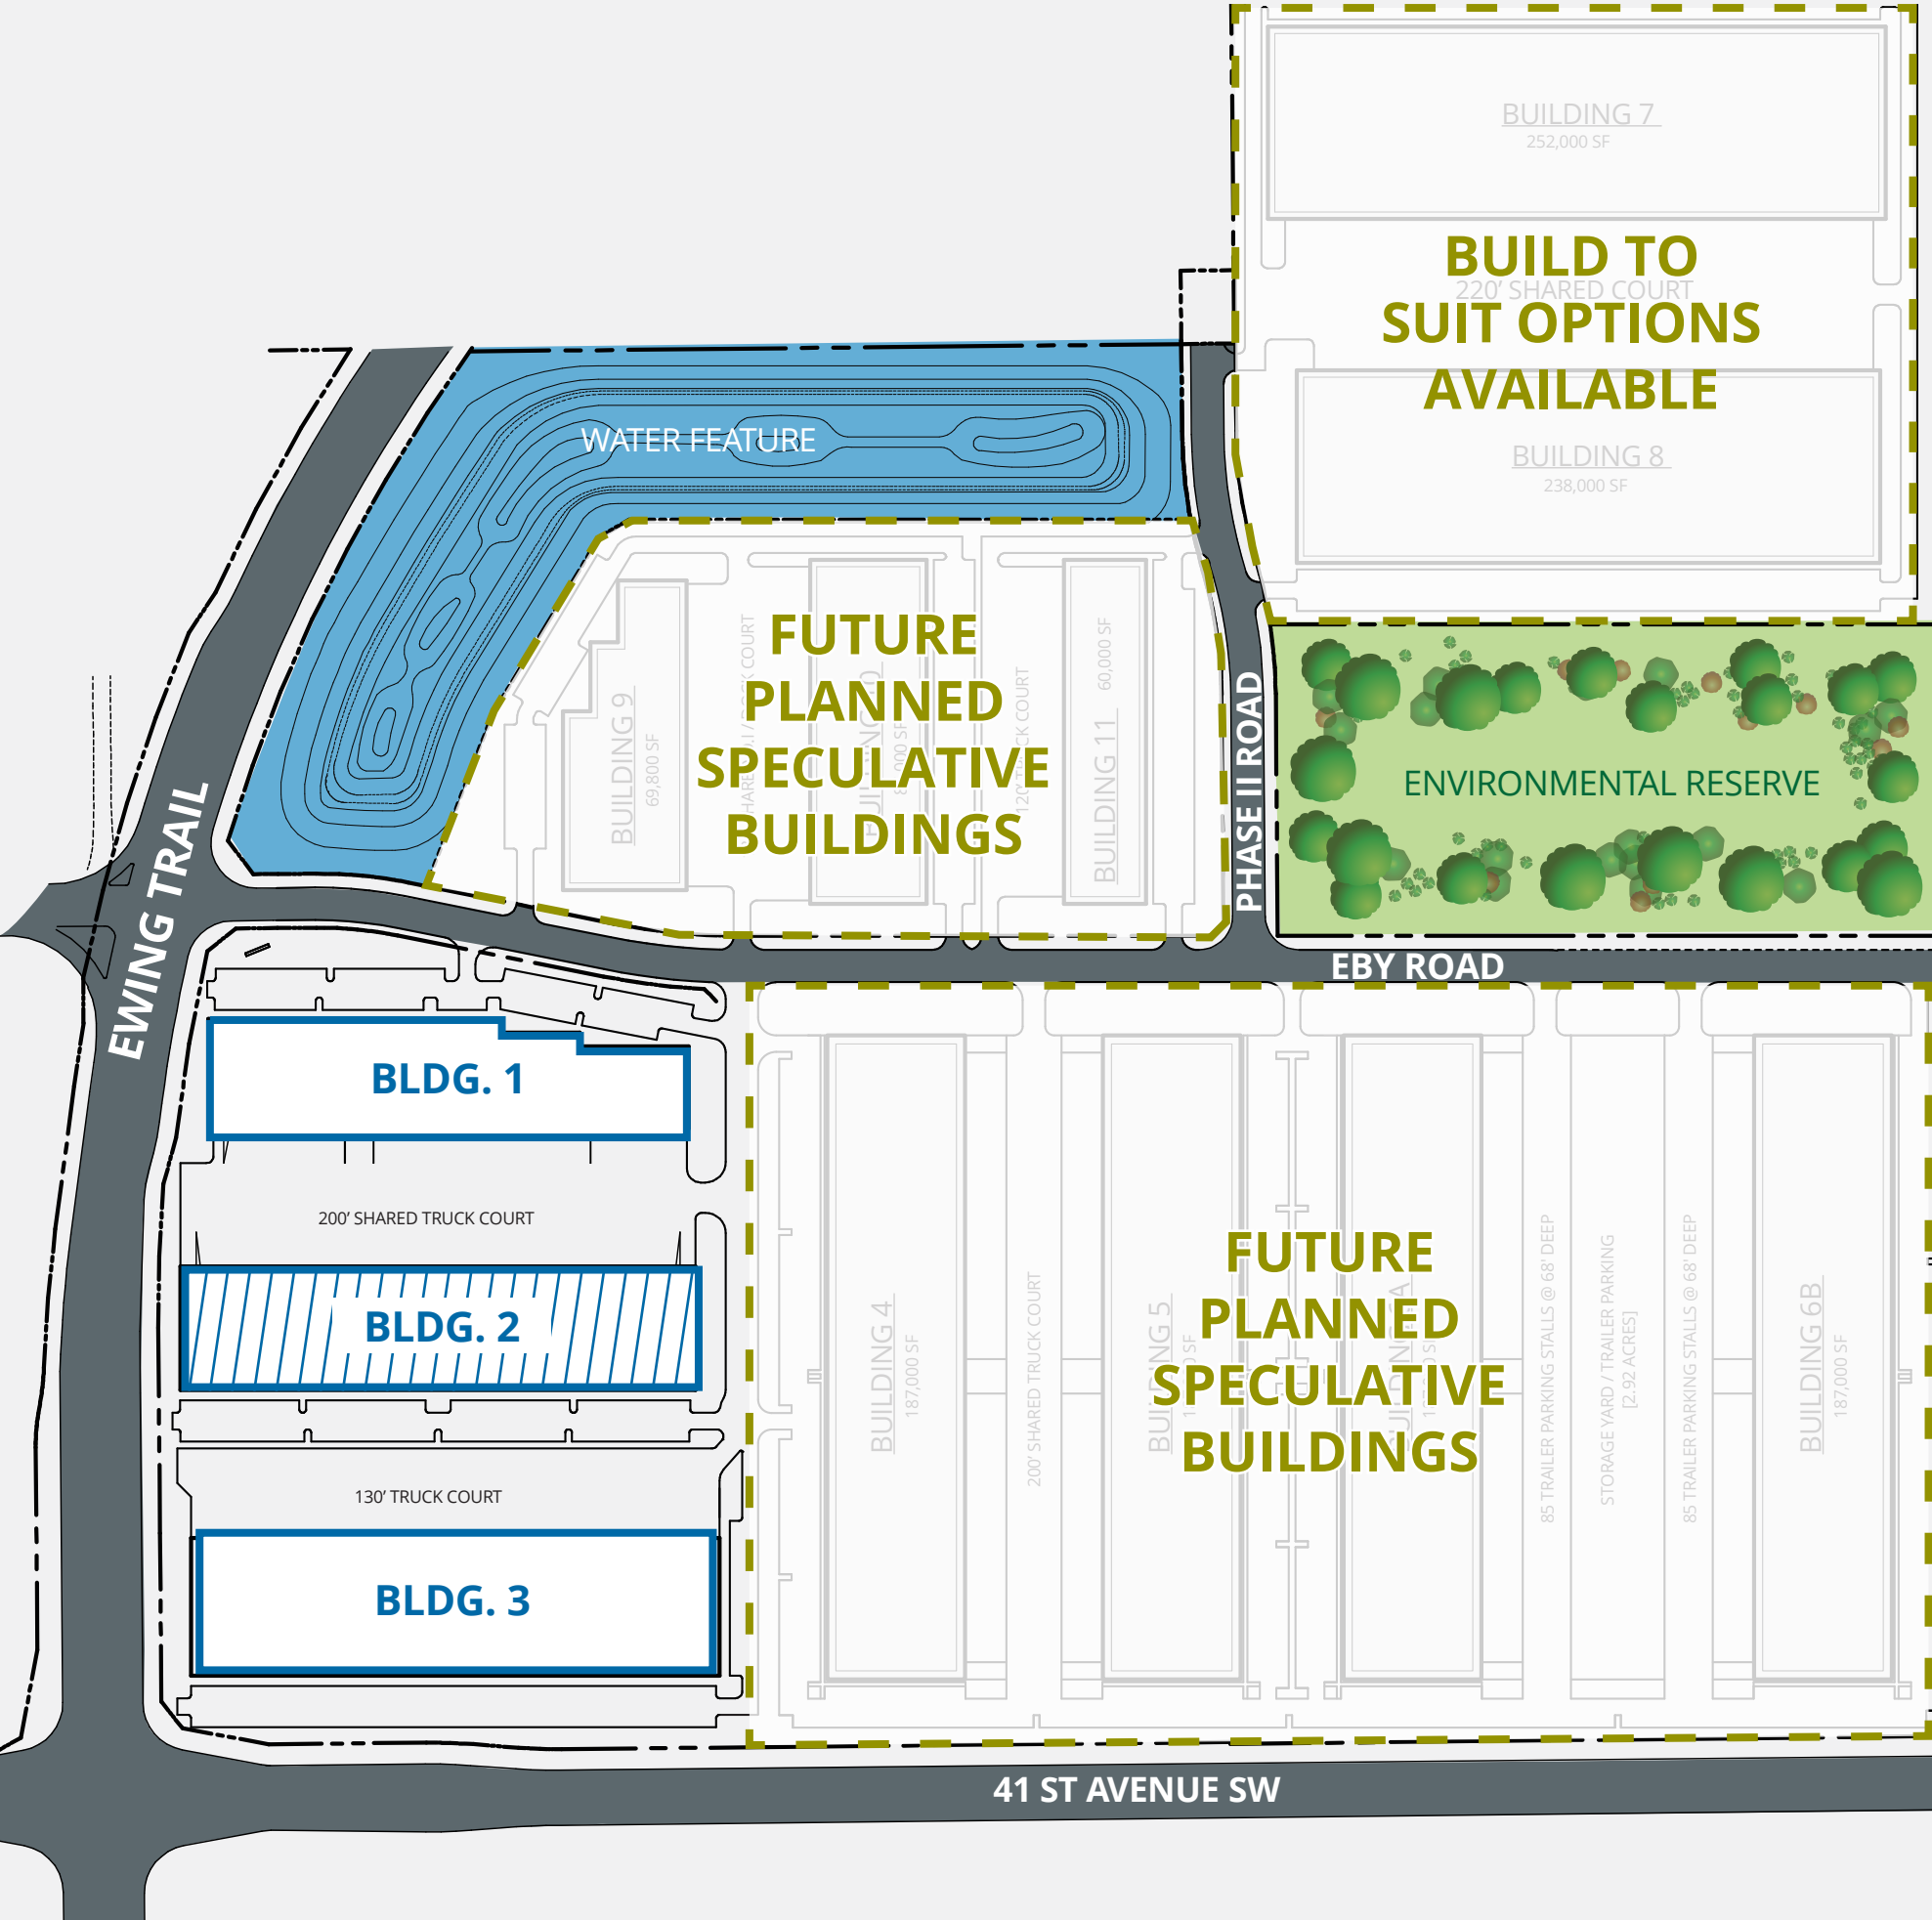 BUILDING 7
252,000 SF
BUILD TO
220' SHARED COURT
SUIT OPTIONS
AVAILABLE
BUILDING 8
238,000 SF
WATER FEATURE
FUTURE
PLANNED
SPECULATIVE
BUILDINGS
BUILDING 9
69,800 SF
COURT
BUILDING 11
60,000 SF
COURT
PHASE II ROAD
ENVIRONMENTAL RESERVE
EWING TRAIL
EBY ROAD
BLDG. 1
200' SHARED TRUCK COURT
BLDG. 2
130' TRUCK COURT
BLDG. 3
BUILDING 4
187,000 SF
200' SHARED TRUCK COURT
FUTURE
PLANNED
SPECULATIVE
BUILDINGS
5
SF
85 TRAILER PARKING STALLS @ 68' DEEP
STORAGE YARD / TRAILER PARKING
[2.92 ACRES]
85 TRAILER PARKING STALLS @ 68' DEEP
BUILDING 6B
187,000 SF
41 ST AVENUE SW